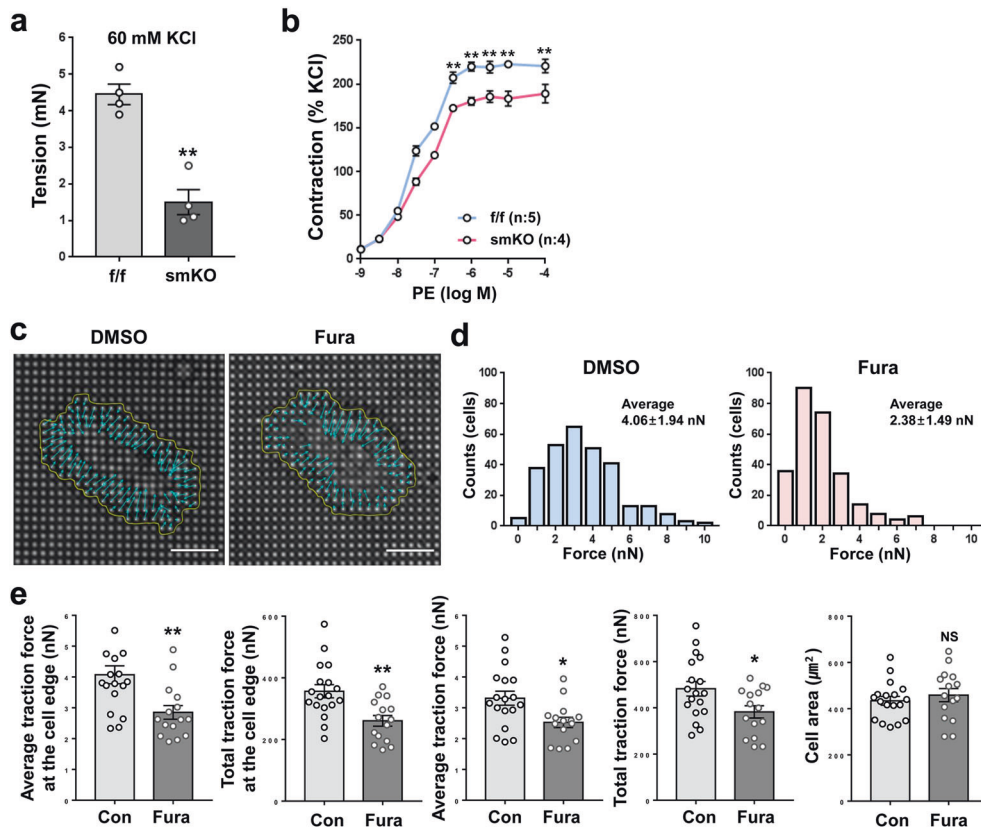 a
60 mM KCl
Tension (mN)
6
5
4
3
2
1
0
**
f/f
smKO
b
Contraction (% KCl)
250
200
150
100
50
0
** ** ** ** **
f/f (n:5)
smKO (n:4)
-9 -8 -7 -6 -5 -4
PE (log M)
c
DMSO
Fura
d
DMSO
Counts (cells)
100
80
60
40
20
0
Average
4.06±1.94 nN
0 2 4 6 8 10
Force (nN)
Fura
Counts (cells)
100
80
60
40
20
0
Average
2.38±1.49 nN
0 2 4 6 8 10
Force (nN)
e
Average traction force
at the cell edge (nN)
6
5
4
3
2
1
0
**
Con Fura
Total traction force
at the cell edge (nN)
600
400
200
0
**
Con Fura
Average traction force (nN)
6
5
4
3
2
1
0
*
Con Fura
Total traction force (nN)
800
600
400
200
0
*
Con Fura
Cell area (㎛²)
800
600
400
200
0
NS
Con Fura